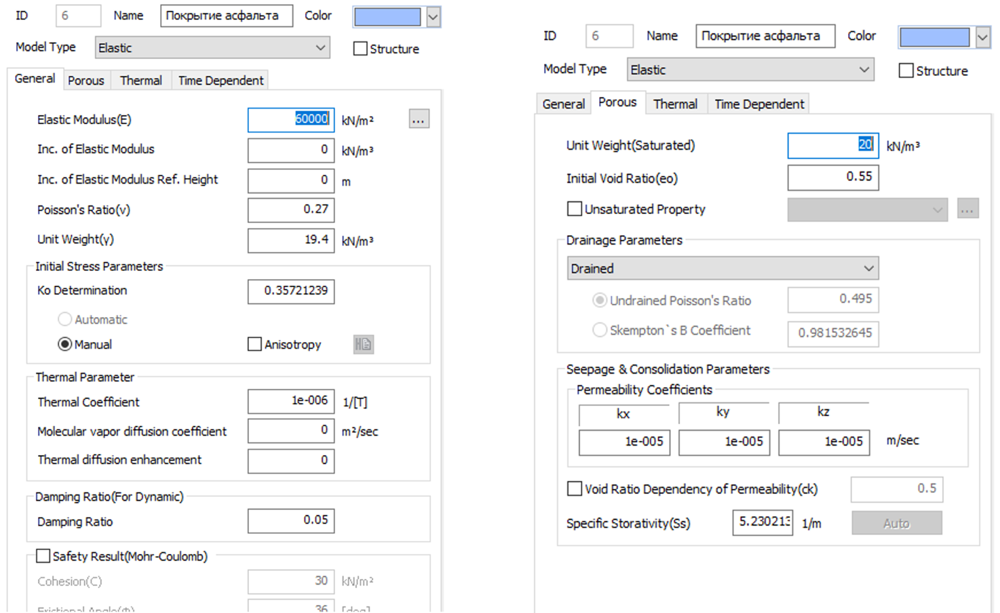 ID 6 Name Покрытие асфальта Color
Model Type Elastic Structure
General Porous Thermal Time Dependent
Elastic Modulus(E) 60000 kN/m² ...
Inc. of Elastic Modulus 0 kN/m³
Inc. of Elastic Modulus Ref. Height 0 m
Poisson's Ratio(ν) 0.27
Unit Weight(γ) 19.4 kN/m³
Initial Stress Parameters
Ko Determination 0.35721239
Automatic
Manual Anisotropy
Thermal Parameter
Thermal Coefficient 1e-006 1/[T]
Molecular vapor diffusion coefficient 0 m²/sec
Thermal diffusion enhancement 0
Damping Ratio(For Dynamic)
Damping Ratio 0.05
Safety Result(Mohr-Coulomb)
Cohesion(C) 30 kN/m²
Frictional Angle(Φ) 36 [deg]
ID 6 Name Покрытие асфальта Color
Model Type Elastic Structure
General Porous Thermal Time Dependent
Unit Weight(Saturated) 20 kN/m³
Initial Void Ratio(eo) 0.55
Unsaturated Property ...
Drainage Parameters
Drained
Undrained Poisson's Ratio 0.495
Skempton`s B Coefficient 0.981532645
Seepage & Consolidation Parameters
Permeability Coefficients
kx ky kz
1e-005 1e-005 1e-005 m/sec
Void Ratio Dependency of Permeability(ck) 0.5
Specific Storativity(Ss) 5.230213 1/m Auto